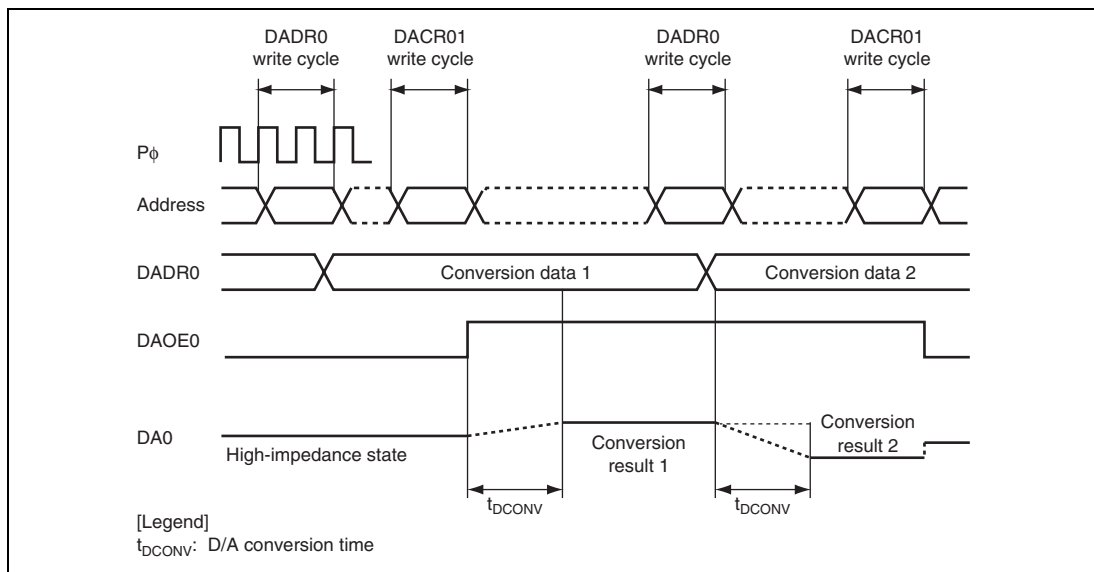 DADR0
write cycle
DACR01
write cycle
DADR0
write cycle
DACR01
write cycle
Pϕ
Address
DADR0
Conversion data 1
Conversion data 2
DAOE0
DA0
High-impedance state
Conversion
result 1
Conversion
result 2
tDCONV
tDCONV
[Legend]
tDCONV: D/A conversion time